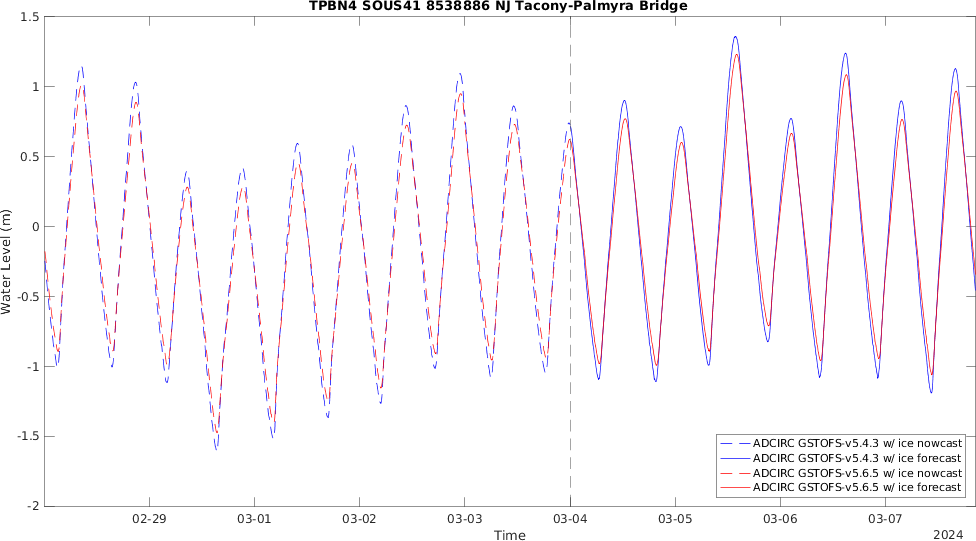 TPBN4 SOUS41 8538886 NJ Tacony-Palmyra Bridge
1.5
1
0.5
0
-0.5
-1
-1.5
-2
Water Level (m)
02-29
03-01
03-02
03-03
03-04
03-05
03-06
03-07
Time
2024
ADCIRC GSTOFS-v5.4.3 w/ ice nowcast
ADCIRC GSTOFS-v5.4.3 w/ ice forecast
ADCIRC GSTOFS-v5.6.5 w/ ice nowcast
ADCIRC GSTOFS-v5.6.5 w/ ice forecast